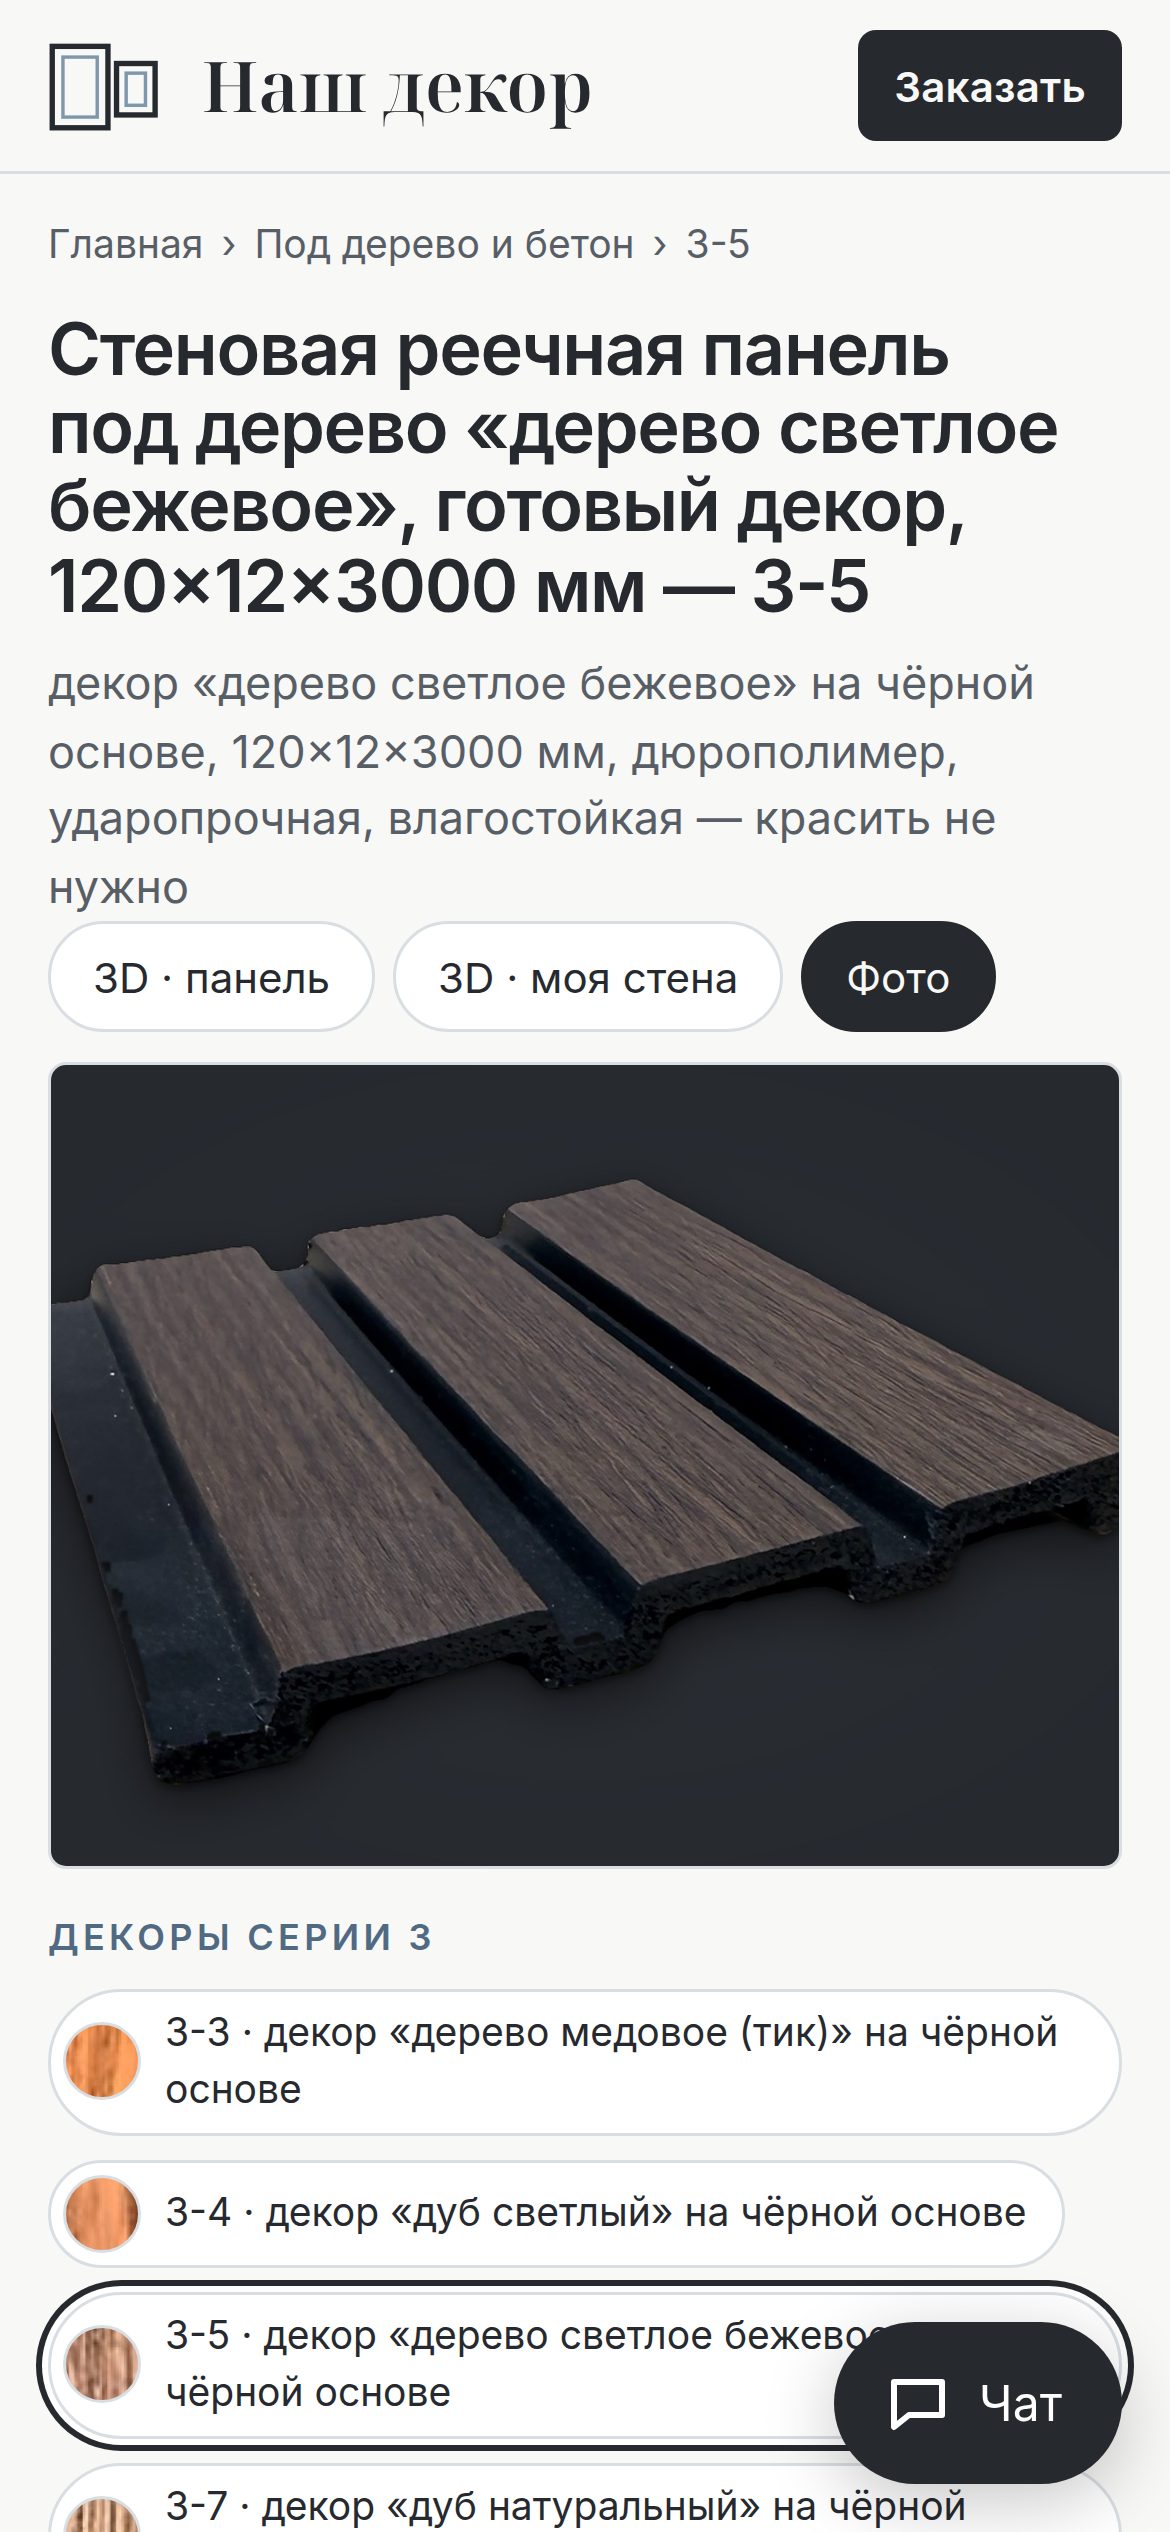 Наш декор
Заказать
Главная › Под дерево и бетон › 3-5
Стеновая реечная панель
под дерево «дерево светлое
бежевое», готовый декор,
120×12×3000 мм — 3-5
декор «дерево светлое бежевое» на чёрной
основе, 120×12×3000 мм, дюрополимер,
ударопрочная, влагостойкая — красить не
нужно
3D · панель
3D · моя стена
Фото
ДЕКОРЫ СЕРИИ 3
3-3 · декор «дерево медовое (тик)» на чёрной
основе
3-4 · декор «дуб светлый» на чёрной основе
3-5 · декор «дерево светлое
чёрной основе
Чат
3-7 · декор «дуб натуральный» на чёрной